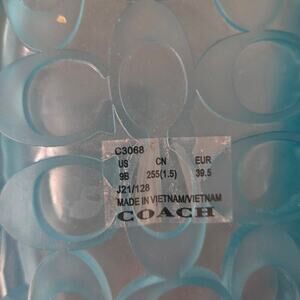 C3068
US CN EUR
9B 255(1.5) 39.5
J21/128
MADE IN VIETNAM/VIETNAM
COACH